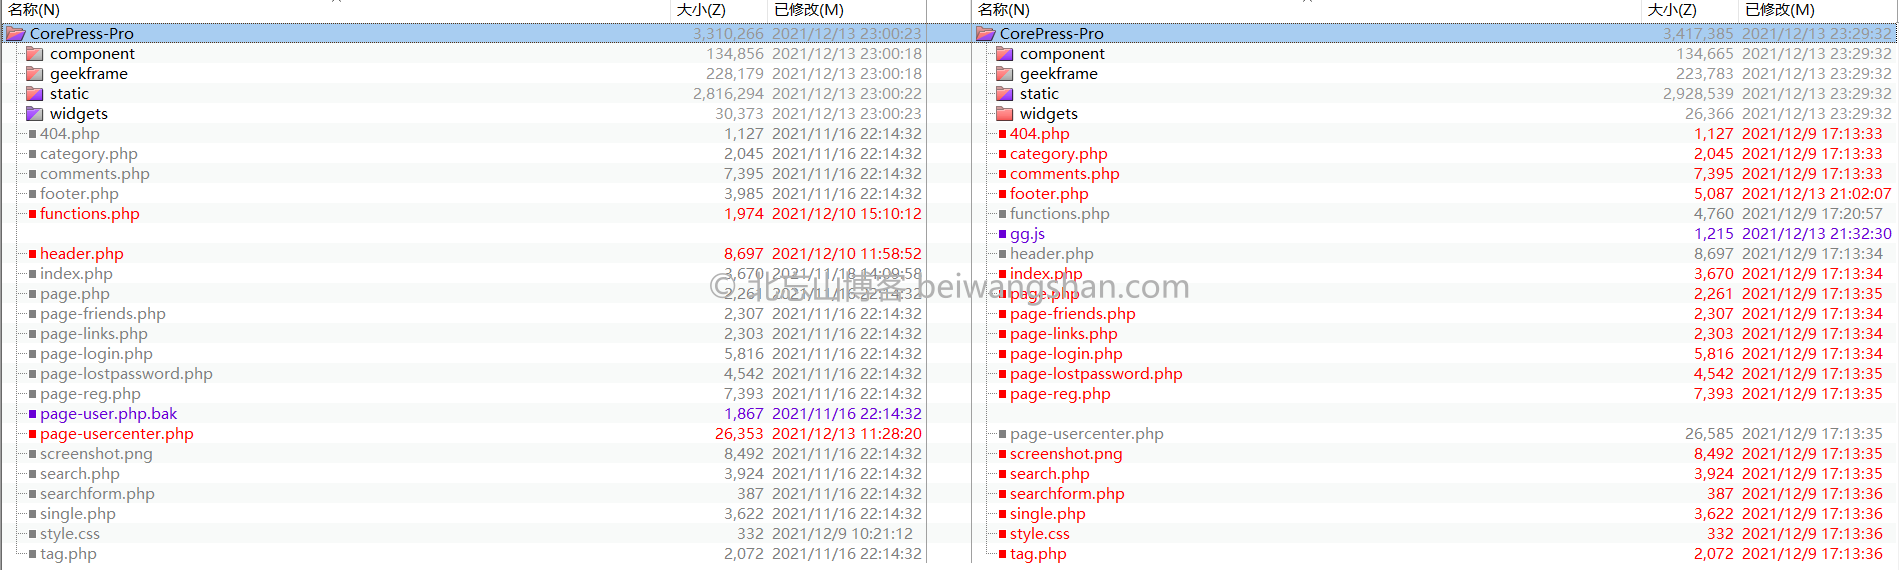 名称(N) 大小(Z) 已修改(M) 名称(N) 大小(Z) 已修改(M)
CorePress-Pro 3,310,266 2021/12/13 23:00:23 CorePress-Pro 3,417,385 2021/12/13 23:29:32
component 134,856 2021/12/13 23:00:18 component 134,665 2021/12/13 23:29:32
geekframe 228,179 2021/12/13 23:00:18 geekframe 223,783 2021/12/13 23:29:32
static 2,816,294 2021/12/13 23:00:22 static 2,928,539 2021/12/13 23:29:32
widgets 30,373 2021/12/13 23:00:23 widgets 26,366 2021/12/13 23:29:32
404.php 1,127 2021/11/16 22:14:32 404.php 1,127 2021/12/9 17:13:33
category.php 2,045 2021/11/16 22:14:32 category.php 2,045 2021/12/9 17:13:33
comments.php 7,395 2021/11/16 22:14:32 comments.php 7,395 2021/12/9 17:13:33
footer.php 3,985 2021/11/16 22:14:32 footer.php 5,087 2021/12/13 21:02:07
functions.php 1,974 2021/12/10 15:10:12 functions.php 4,760 2021/12/9 17:20:57
gg.js 1,215 2021/12/13 21:32:30
header.php 8,697 2021/12/10 11:58:52 header.php 8,697 2021/12/9 17:13:34
index.php 3,670 2021/11/18 14:09:58 index.php 3,670 2021/12/9 17:13:34
© 北忘山博客 beiwangshan.com
page.php 2,261 2021/11/16 22:14:32 page.php 2,261 2021/12/9 17:13:35
page-friends.php 2,307 2021/11/16 22:14:32 page-friends.php 2,307 2021/12/9 17:13:34
page-links.php 2,303 2021/11/16 22:14:32 page-links.php 2,303 2021/12/9 17:13:34
page-login.php 5,816 2021/11/16 22:14:32 page-login.php 5,816 2021/12/9 17:13:34
page-lostpassword.php 4,542 2021/11/16 22:14:32 page-lostpassword.php 4,542 2021/12/9 17:13:35
page-reg.php 7,393 2021/11/16 22:14:32 page-reg.php 7,393 2021/12/9 17:13:35
page-user.php.bak 1,867 2021/11/16 22:14:32
page-usercenter.php 26,353 2021/12/13 11:28:20 page-usercenter.php 26,585 2021/12/9 17:13:35
screenshot.png 8,492 2021/11/16 22:14:32 screenshot.png 8,492 2021/12/9 17:13:35
search.php 3,924 2021/11/16 22:14:32 search.php 3,924 2021/12/9 17:13:35
searchform.php 387 2021/11/16 22:14:32 searchform.php 387 2021/12/9 17:13:36
single.php 3,622 2021/11/16 22:14:32 single.php 3,622 2021/12/9 17:13:36
style.css 332 2021/12/9 10:21:12 style.css 332 2021/12/9 17:13:36
tag.php 2,072 2021/11/16 22:14:32 tag.php 2,072 2021/12/9 17:13:36